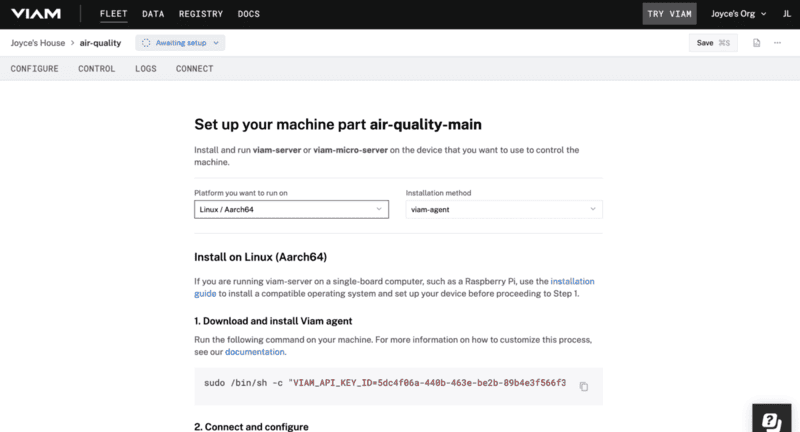 VIAM FLEET DATA REGISTRY DOCS TRY VIAM Joyce's Org JL
Joyce's House > air-quality Awaiting setup Save ⌘S ...
CONFIGURE CONTROL LOGS CONNECT
Set up your machine part air-quality-main
Install and run viam-server or viam-micro-server on the device that you want to use to control the
machine.
Platform you want to run on Installation method
Linux / Aarch64 viam-agent
Install on Linux (Aarch64)
If you are running viam-server on a single-board computer, such as a Raspberry Pi, use the installation
guide to install a compatible operating system and set up your device before proceeding to Step 1.
1. Download and install Viam agent
Run the following command on your machine. For more information on how to customize this process,
see our documentation.
sudo /bin/sh -c "VIAM_API_KEY_ID=5dc4f06a-440b-463e-be2b-89b4e3f566f3
2. Connect and configure